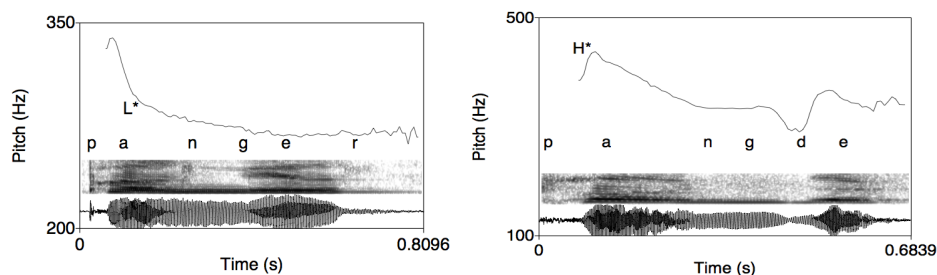 350
Pitch (Hz)
L*
p a n g e r
200
0 0.8096
Time (s)
500
Pitch (Hz)
H*
p a n g d e
100
0 0.6839
Time (s)